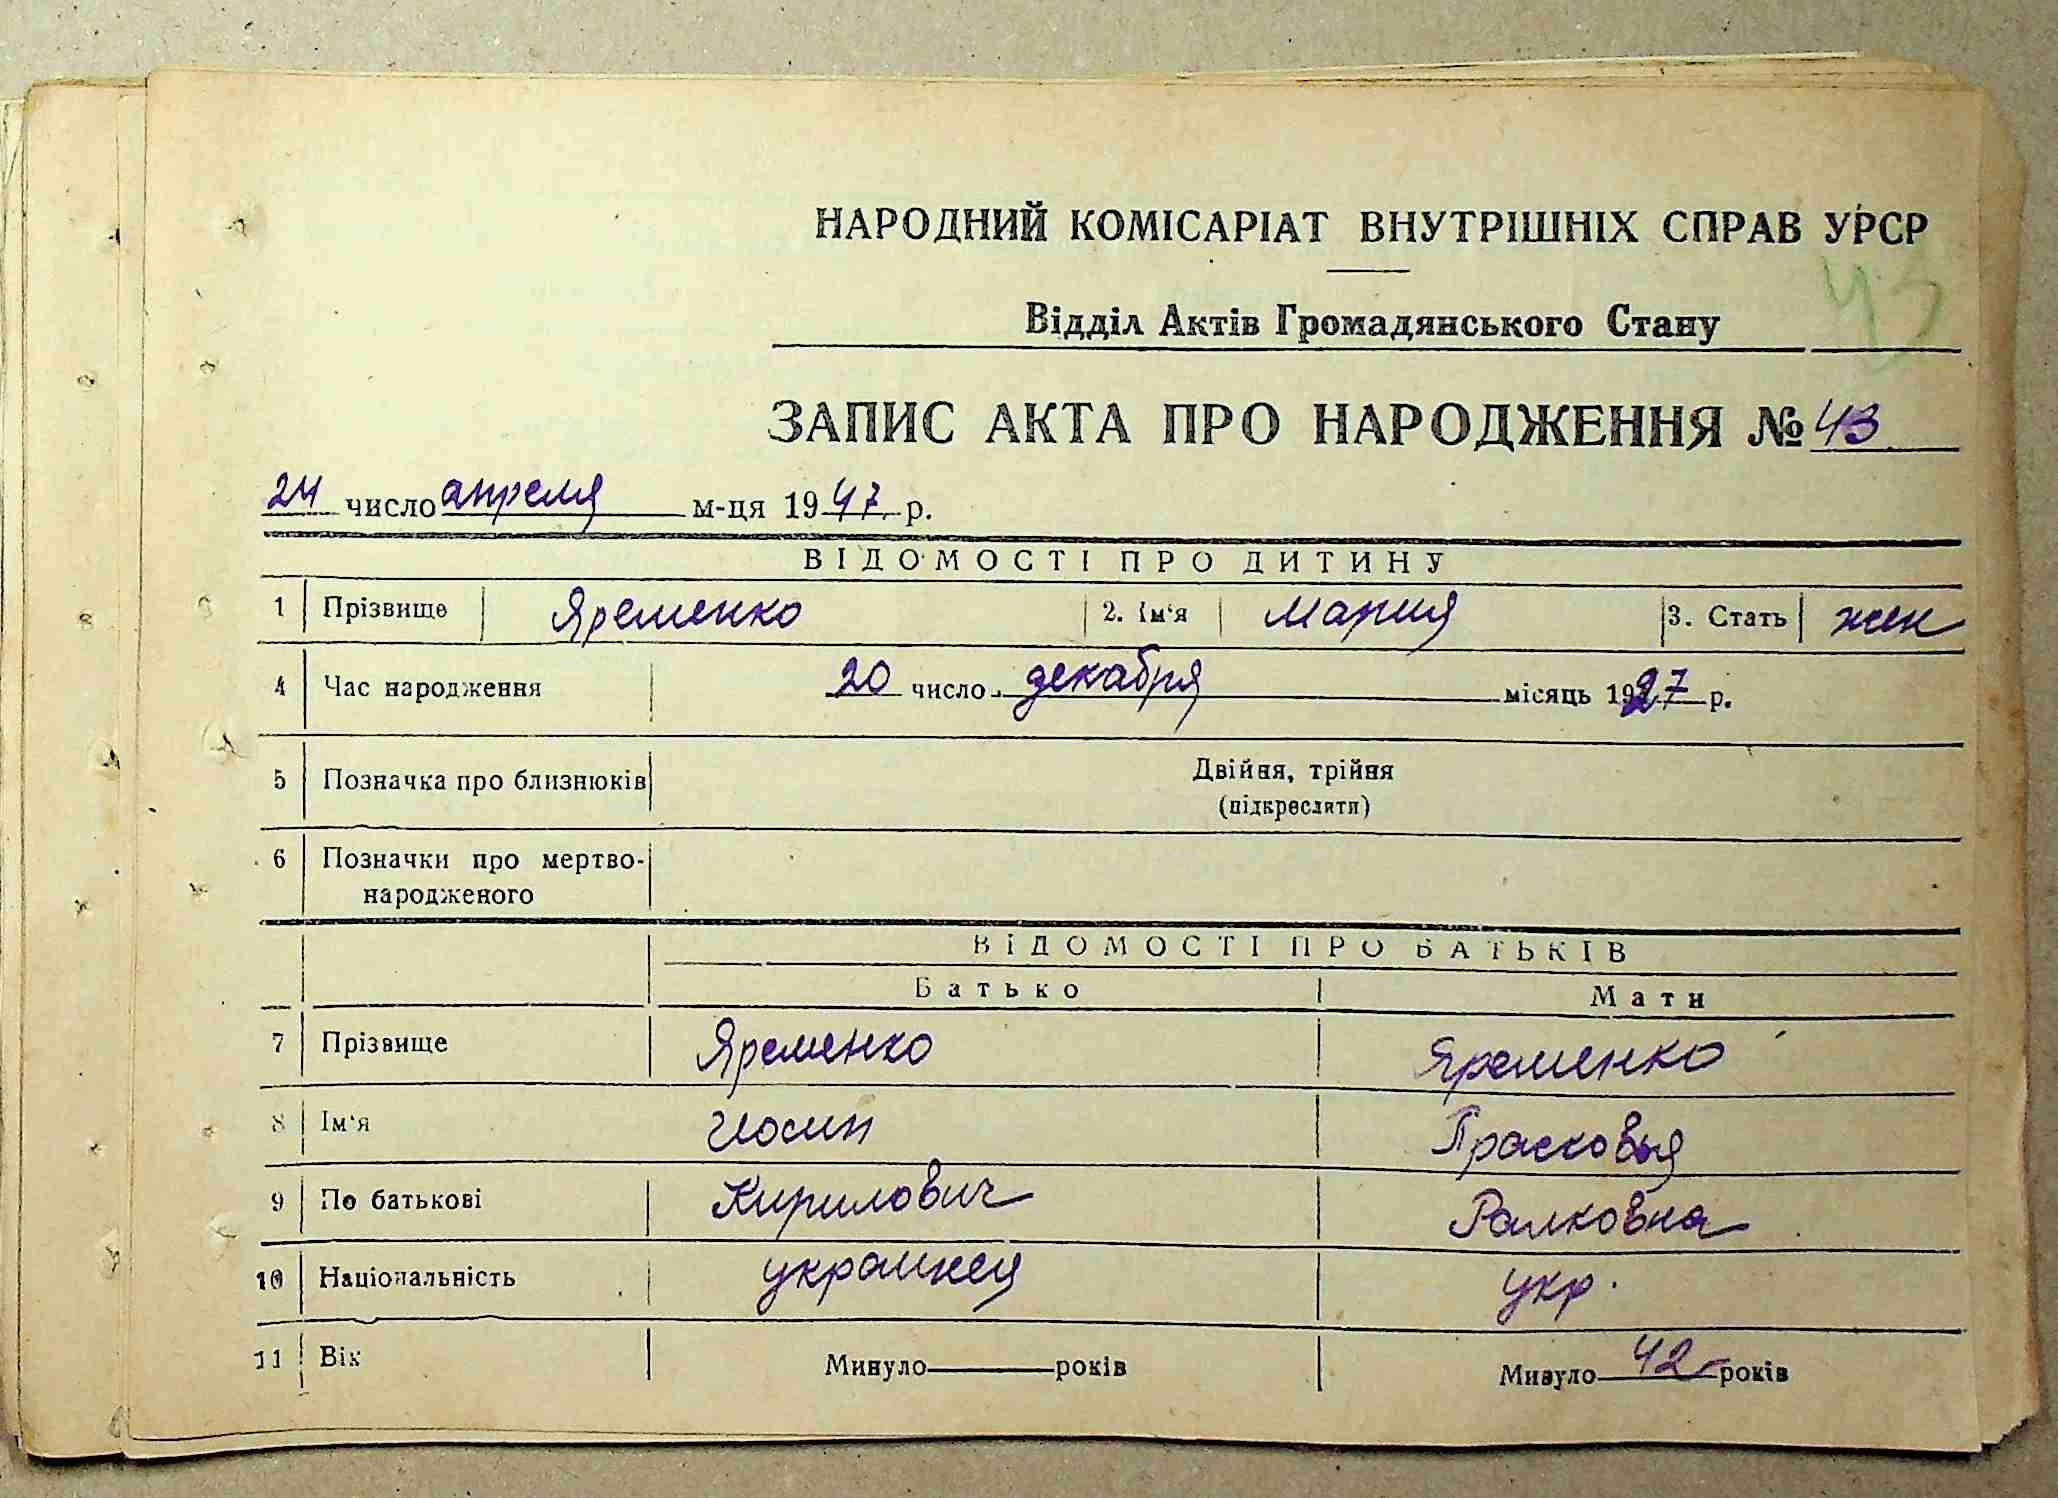 НАРОДНИЙ КОМІСАРІАТ ВНУТРІШНІХ СПРАВ УРСР
43
Відділ Актів Громадянського Стану
ЗАПИС АКТА ПРО НАРОДЖЕННЯ № 43
24 число апреля м-ця 1947 р.
ВІДОМОСТІ ПРО ДИТИНУ
1 Прізвище Яременко 2. Ім'я Мария 3. Стать жен
4 Час народження 20 число декабря місяць 1927 р.
5 Позначка про близнюків Двійня, трійня
(підкреслити)
6 Позначки про мертво-
народженого
ВІДОМОСТІ ПРО БАТЬКІВ
Батько Мати
7 Прізвище Яременко Яременко
8 Ім'я Иосип Прасковья
9 По батькові Кирилович
10 Національність укр.
11 Вік Минуло років Минуло 42 років